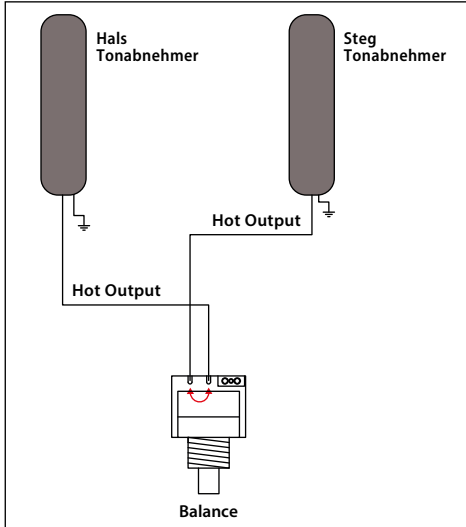 Hals
Tonabnehmer
Steg
Tonabnehmer
Hot Output
Hot Output
Balance